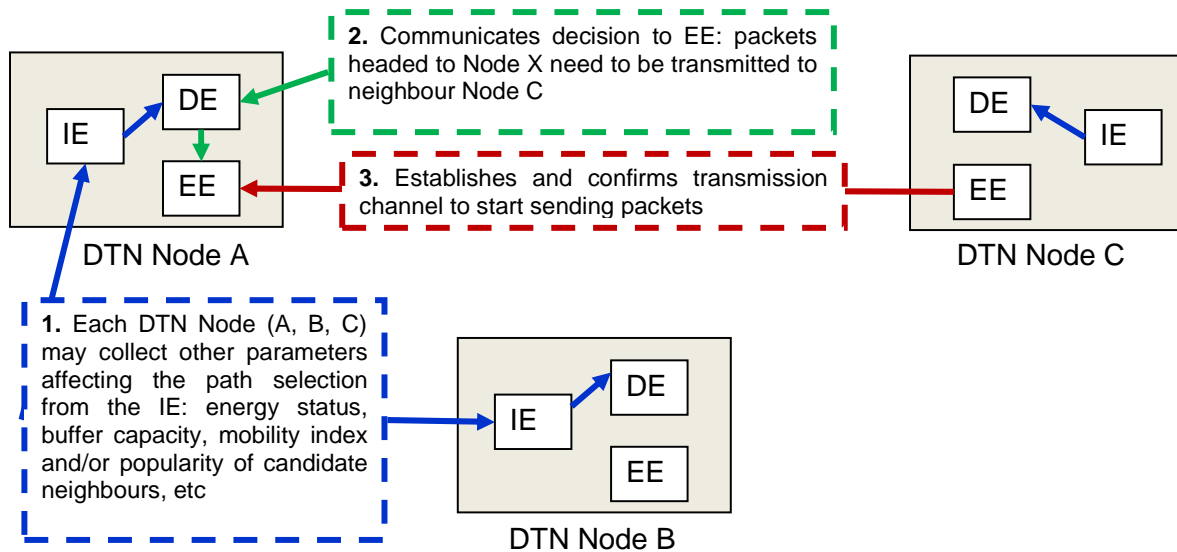 2. Communicates decision to EE: packets
headed to Node X need to be transmitted to
neighbour Node C
DE
IE
EE
DTN Node A
3. Establishes and confirms transmission
channel to start sending packets
DE
IE
EE
DTN Node C
1. Each DTN Node (A, B, C)
may collect other parameters
affecting the path selection
from the IE: energy status,
buffer capacity, mobility index
and/or popularity of candidate
neighbours, etc
DE
IE
EE
DTN Node B